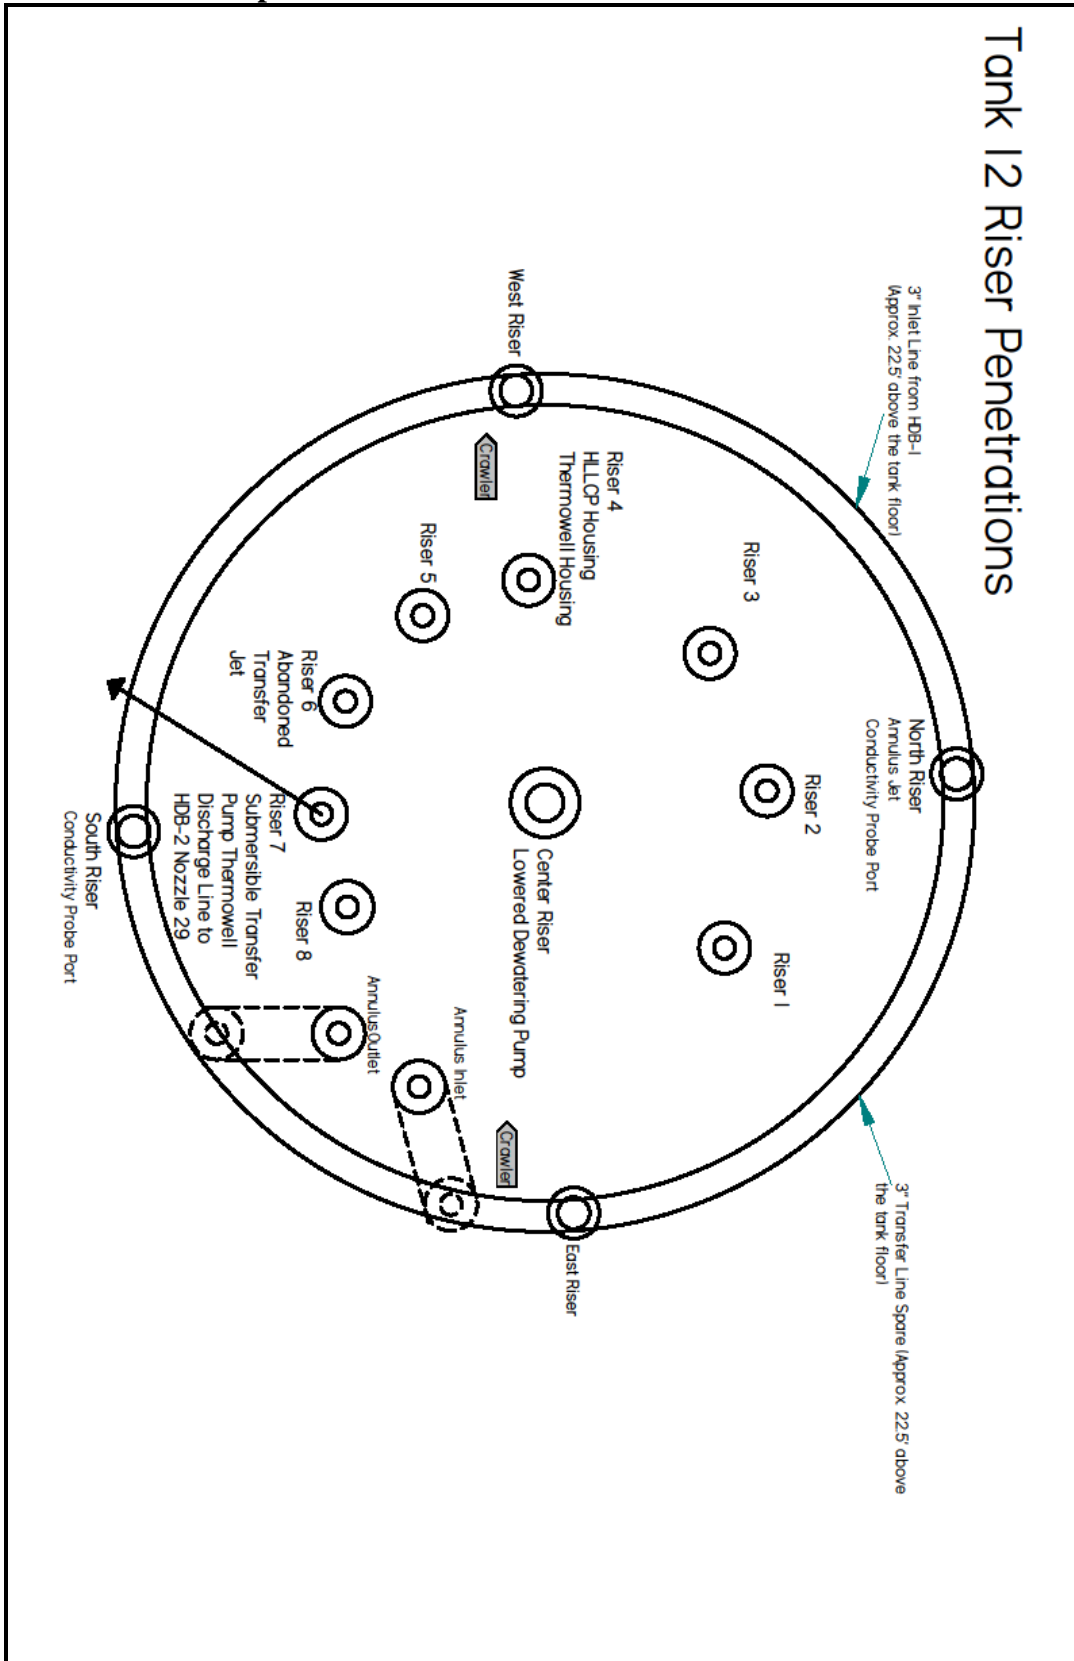 Tank 12 Riser Penetrations
3" Inlet Line from HDB-1
(Approx. 22.5' above the tank floor)
3" Transfer Line Spare (Approx. 22.5' above
the tank floor)
North Riser
Annulus Jet
Conductivity Probe Port
Riser 3
Riser 2
Riser 1
West Riser
Riser 4
HLLCP Housing
Thermowell Housing
Center Riser
Lowered Dewatering Pump
East Riser
Crawler
Crawler
Riser 5
Annulus Inlet
Annulus Outlet
Riser 6
Abandoned
Transfer
Jet
Riser 7
Submersible Transfer
Pump Thermowell
Discharge Line to
HDB-2 Nozzle 29
Riser 8
South Riser
Conductivity Probe Port